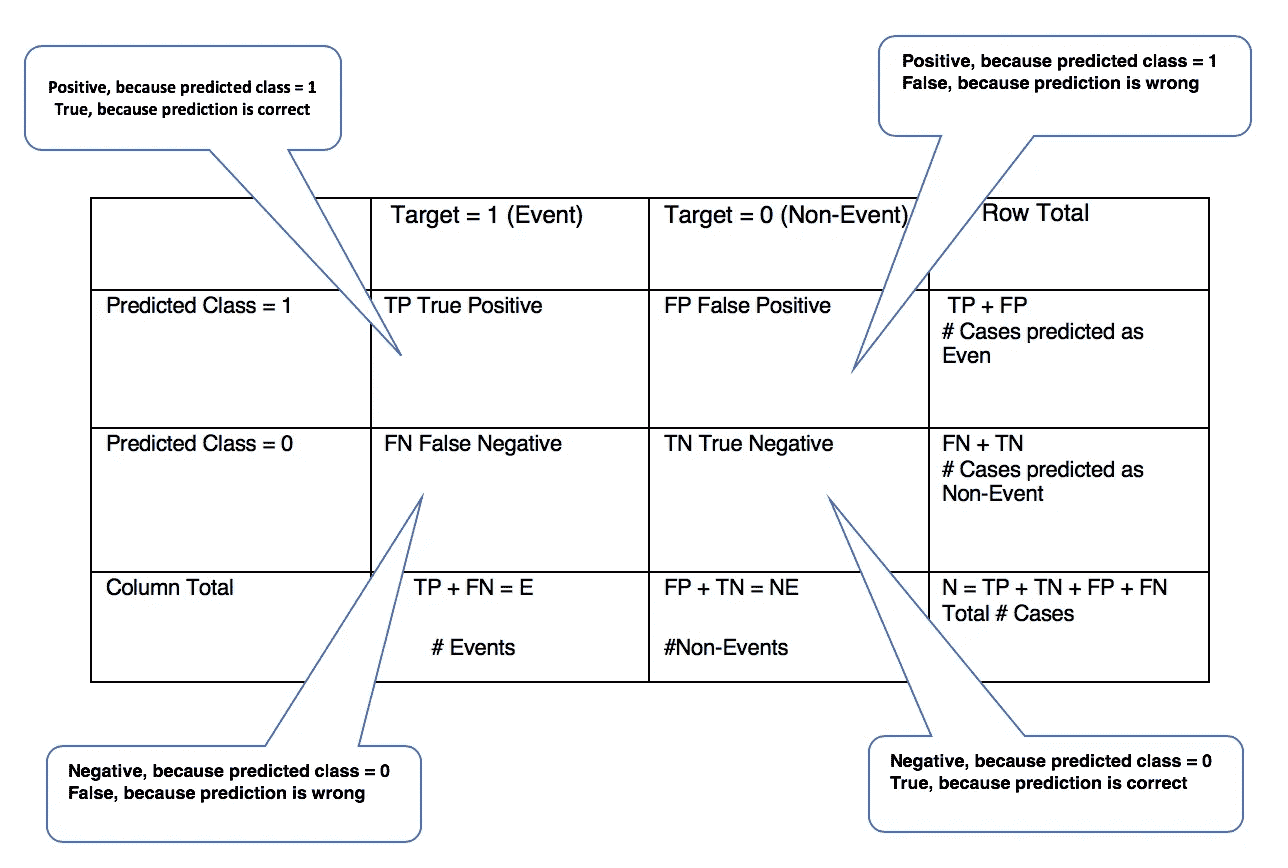 Positive, because predicted class = 1
True, because prediction is correct
Positive, because predicted class = 1
False, because prediction is wrong
Target = 1 (Event)
Target = 0 (Non-Event)
Row Total
Predicted Class = 1
TP True Positive
FP False Positive
TP + FP
# Cases predicted as
Even
Predicted Class = 0
FN False Negative
TN True Negative
FN + TN
# Cases predicted as
Non-Event
Column Total
TP + FN = E
# Events
FP + TN = NE
#Non-Events
N = TP + TN + FP + FN
Total # Cases
Negative, because predicted class = 0
False, because prediction is wrong
Negative, because predicted class = 0
True, because prediction is correct